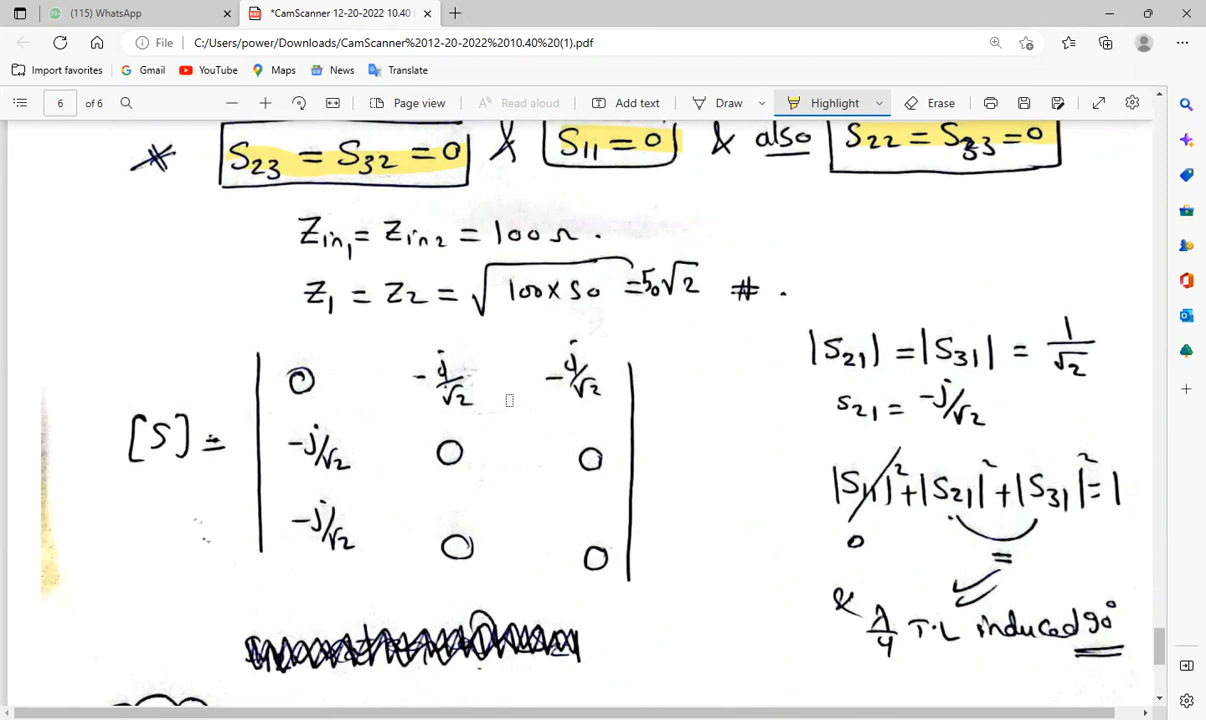 (115) WhatsApp
*CamScanner 12-20-2022 10.40
File C:/Users/power/Downloads/CamScanner%2012-20-2022%2010.40%20(1).pdf
Import favorites Gmail YouTube Maps News Translate
6 of 6 Page view Read aloud Add text Draw Highlight Erase
* S23 = S32 = 0 & S11 = 0 & also S22 = S33 = 0
Zin1 = Zin2 = 100Ω.
Z1 = Z2 = √(100×50) = 50√2 # .
|S21| = |S31| = 1/√2
S21 = -j/√2
[S] =
0 -j/√2 -j/√2
-j/√2 0 0
-j/√2 0 0
|S11|² + |S21|² + |S31|² = 1
0
=
& λ/4 T.L induced 90°